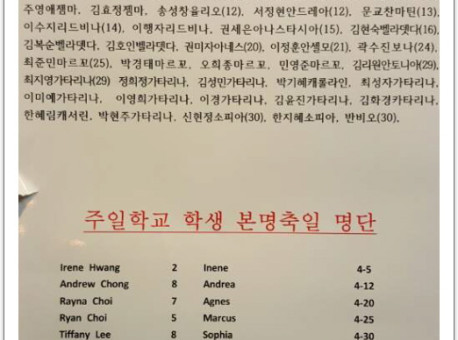 주영애젬마, 김효정젬마, 송성창율리오(12), 서정현안드레아(12), 문교찬마틴(13),
이수지리드비나(14), 이행자리드비나, 권세은아나스타시아(15), 김현숙벨라뎃다(16),
김복순벨라뎃다, 김호인벨라뎃다, 권미자아네스(20), 이정훈안셀모(21), 곽수진보나(24),
최준민마르꼬(25), 박경태마르꼬, 오희종마르꼬, 민영준마르꼬, 김리원안토니아(29),
최지영가타리나(29) 정희정가타리나, 김성민가타리나, 박기혜캐롤라인, 최성자가타리나,
이미예가타리나, 이영희가타리나, 이경가타리나, 김윤진가타리나, 김화경카타리나,
한혜림캐서린, 박현주가타리나, 신현정소피아(30), 한지혜소피아, 반비오(30),
주일학교 학생 본명축일 명단
Irene Hwang 2 Inene 4-5
Andrew Chong 8 Andrea 4-12
Rayna Choi 7 Agnes 4-20
Ryan Choi 5 Marcus 4-25
Tiffany Lee 8 Sophia 4-30